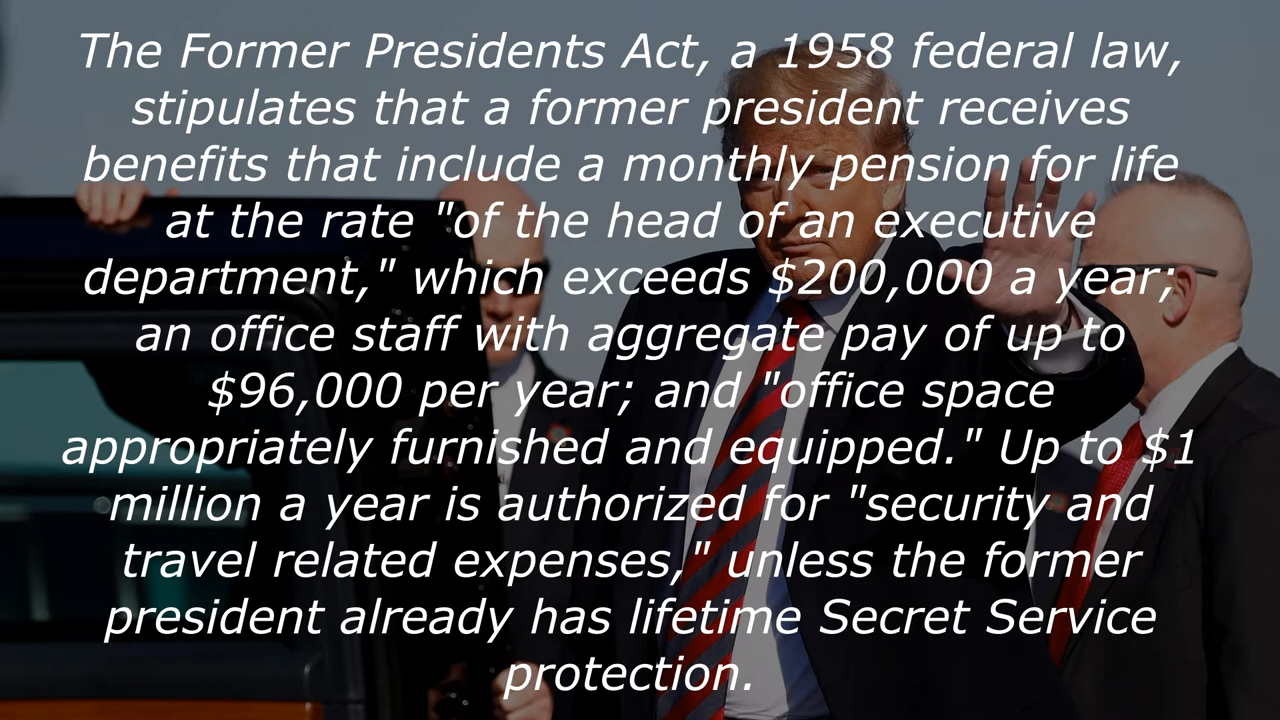 The Former Presidents Act, a 1958 federal law,
stipulates that a former president receives
benefits that include a monthly pension for life
at the rate "of the head of an executive
department," which exceeds $200,000 a year;
an office staff with aggregate pay of up to
$96,000 per year; and "office space
appropriately furnished and equipped." Up to $1
million a year is authorized for "security and
travel related expenses," unless the former
president already has lifetime Secret Service
protection.